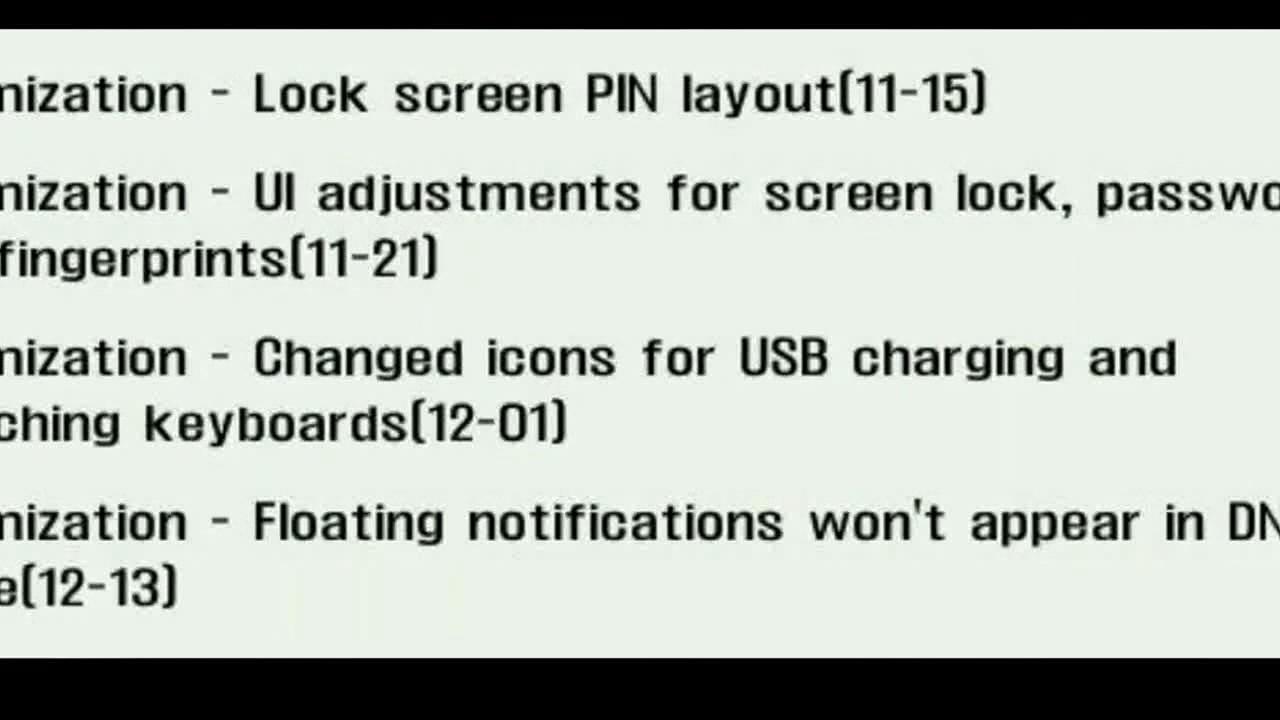 nization - Lock screen PIN layout(11-15)
nization - UI adjustments for screen lock, passwo
fingerprints(11-21)
nization - Changed icons for USB charging and
ching keyboards(12-01)
nization - Floating notifications won't appear in DN
e(12-13)